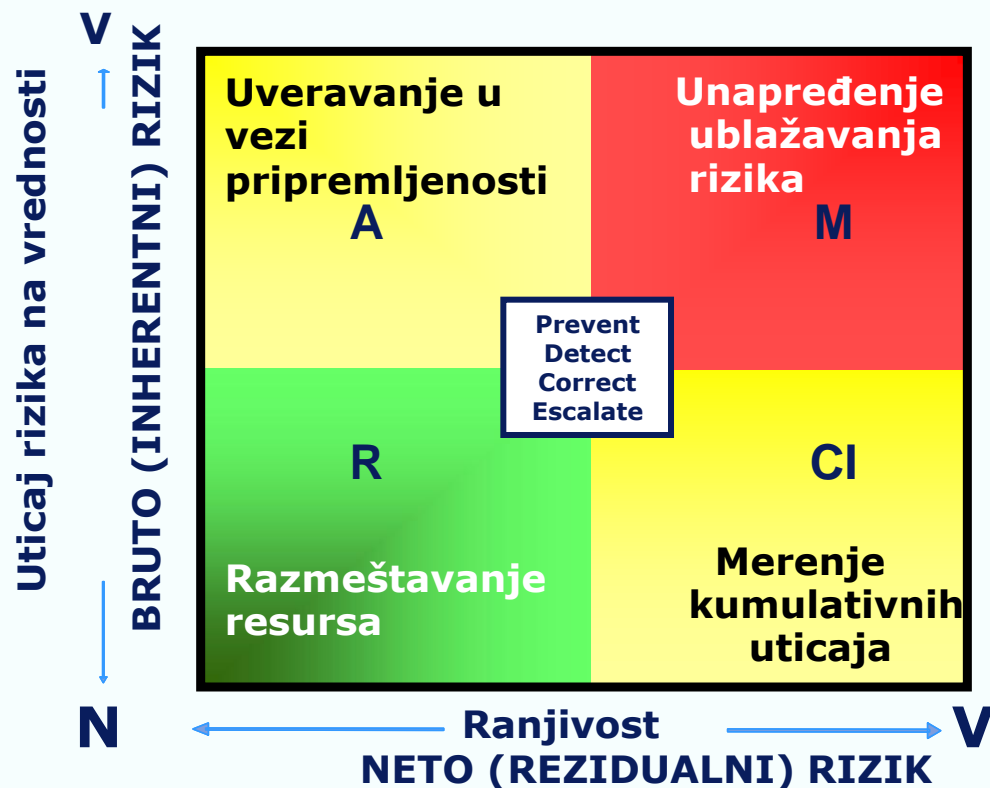 V
Uticaj rizika na vrednosti
BRUTO (INHERENTNI) RIZIK
Uveravanje u
vezi
pripremljenosti
A
Unapređenje
ublažavanja
rizika
M
Prevent
Detect
Correct
Escalate
R
Razmeštavanje
resursa
CI
Merenje
kumulativnih
uticaja
N
Ranjivost
V
NETO (REZIDUALNI) RIZIK